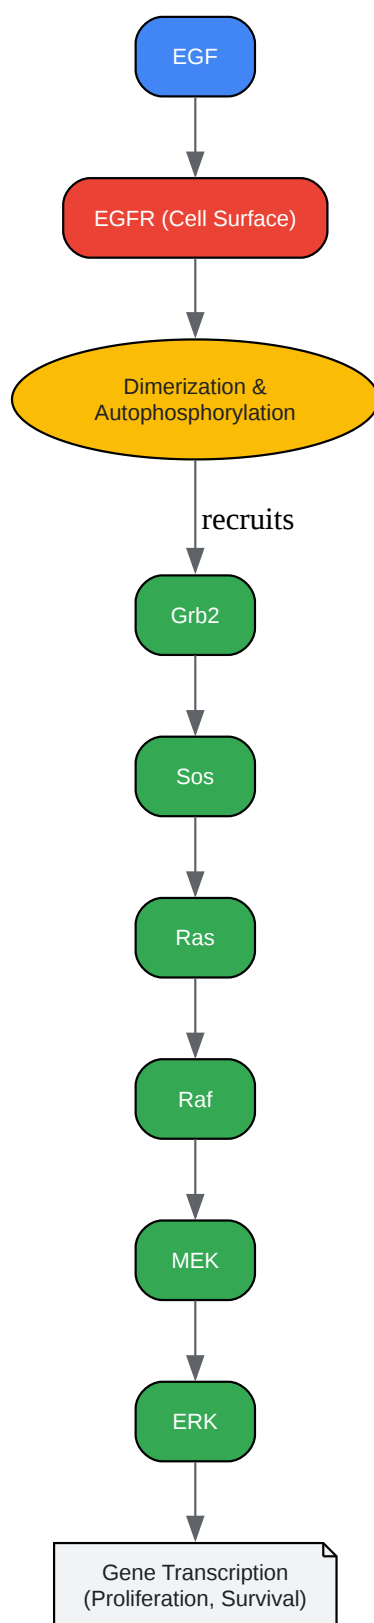 EGF
EGFR (Cell Surface)
Dimerization &
Autophosphorylation
recruits
Grb2
Sos
Ras
Raf
MEK
ERK
Gene Transcription
(Proliferation, Survival)